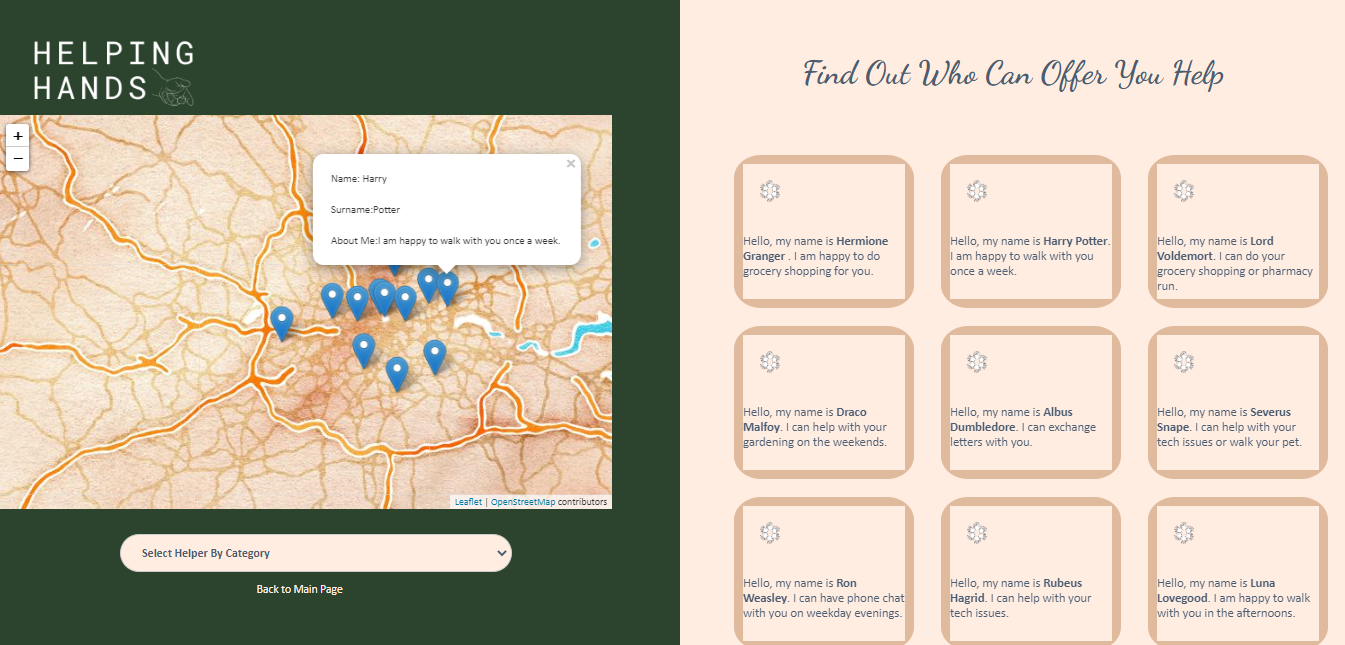 HELPING
HANDS
+
−
×
Name: Harry
Surname:Potter
About Me:I am happy to walk with you once a week.
Leaflet | OpenStreetMap contributors
Select Helper By Category
Back to Main Page
Find Out Who Can Offer You Help
Hello, my name is Hermione
Granger . I am happy to do
grocery shopping for you.
Hello, my name is Harry Potter.
I am happy to walk with you
once a week.
Hello, my name is Lord
Voldemort. I can do your
grocery shopping or pharmacy
run.
Hello, my name is Draco
Malfoy. I can help with your
gardening on the weekends.
Hello, my name is Albus
Dumbledore. I can exchange
letters with you.
Hello, my name is Severus
Snape. I can help with your
tech issues or walk your pet.
Hello, my name is Ron
Weasley. I can have phone chat
with you on weekday evenings.
Hello, my name is Rubeus
Hagrid. I can help with your
tech issues.
Hello, my name is Luna
Lovegood. I am happy to walk
with you in the afternoons.